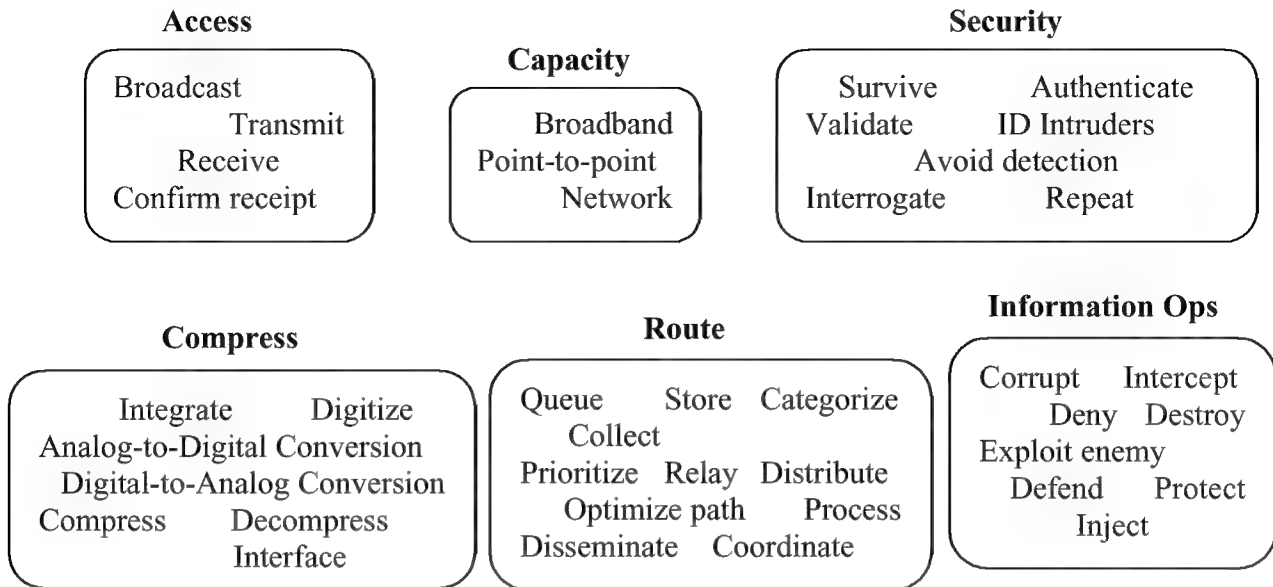 Access
Broadcast
Transmit
Receive
Confirm receipt
Capacity
Broadband
Point-to-point
Network
Security
Survive Authenticate
Validate ID Intruders
Avoid detection
Interrogate Repeat
Compress
Integrate Digitize
Analog-to-Digital Conversion
Digital-to-Analog Conversion
Compress Decompress
Interface
Route
Queue Store Categorize
Collect
Prioritize Relay Distribute
Optimize path Process
Disseminate Coordinate
Information Ops
Corrupt Intercept
Deny Destroy
Exploit enemy
Defend Protect
Inject